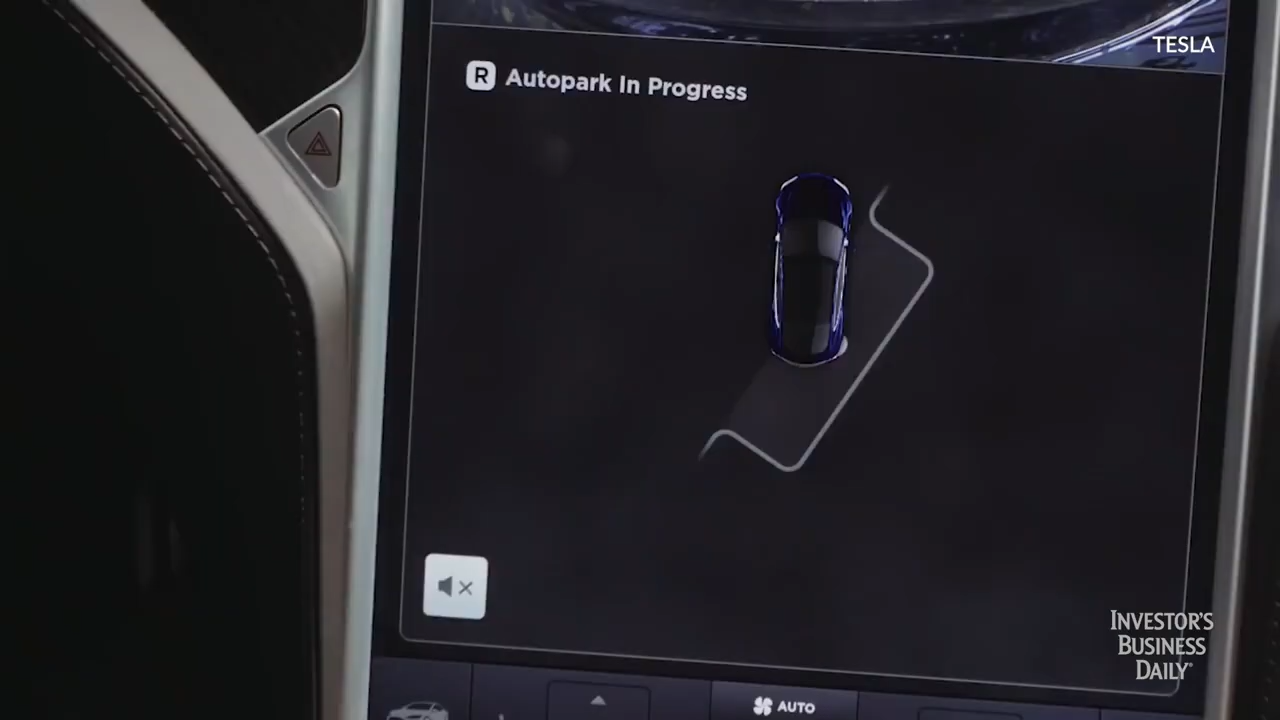 TESLA
R Autopark In Progress
INVESTOR'S
BUSINESS
DAILY®
AUTO